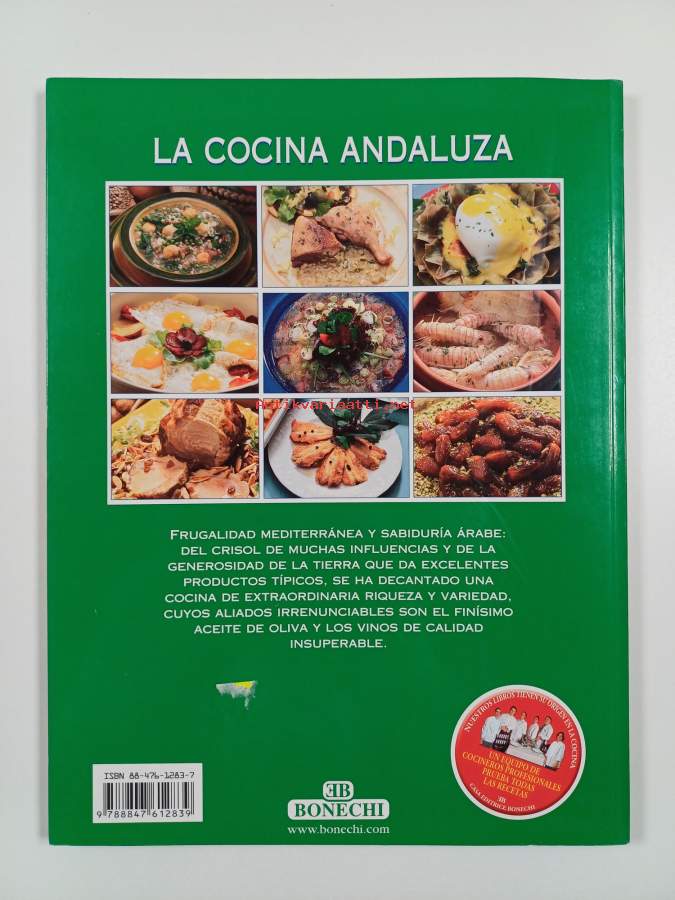 LA COCINA ANDALUZA
Antikvariaatti.net
FRUGALIDAD MEDITERRÁNEA Y SABIDURÍA ÁRABE:
DEL CRISOL DE MUCHAS INFLUENCIAS Y DE LA
GENEROSIDAD DE LA TIERRA QUE DA EXCELENTES
PRODUCTOS TÍPICOS, SE HA DECANTADO UNA
COCINA DE EXTRAORDINARIA RIQUEZA Y VARIEDAD,
CUYOS ALIADOS IRRENUNCIABLES SON EL FINÍSIMO
ACEITE DE OLIVA Y LOS VINOS DE CALIDAD
INSUPERABLE.
NUESTROS LIBROS TIENEN SU ORIGEN EN LA COCINA
UN EQUIPO DE
COCINEROS PROFESIONALES
PRUEBA TODAS
LAS RECETAS
CASA EDITRICE BONECHI
ISBN 88-476-1283-7
9 788847 612839
BONECHI
www.bonechi.com